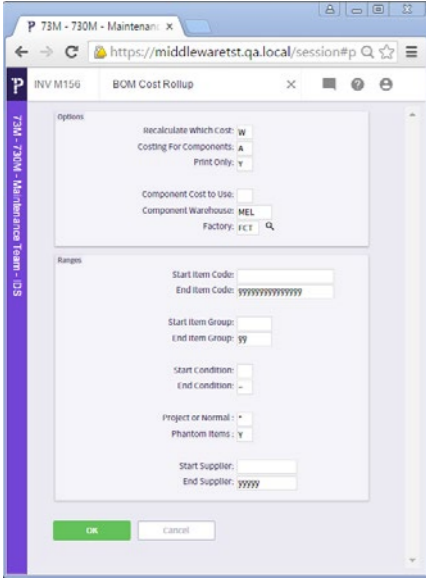 73M - 730M - Maintenanc
https://middlewaretst.qa.local/session#p
INV M156 BOM Cost Rollup
73M - 730M - Maintenance Team - IDS
Options
Recalculate Which Cost: W
Costing For Components: A
Print Only: Y
Component Cost to Use:
Component Warehouse: MEL
Factory: FCT
Ranges
Start Item Code:
End Item Code: ÿÿÿÿÿÿÿÿÿÿÿÿÿÿÿ
Start Item Group:
End Item Group: ÿÿ
Start Condition:
End Condition: ~
Project or Normal : *
Phantom Items : Y
Start Supplier:
End Supplier: ÿÿÿÿÿ
OK Cancel